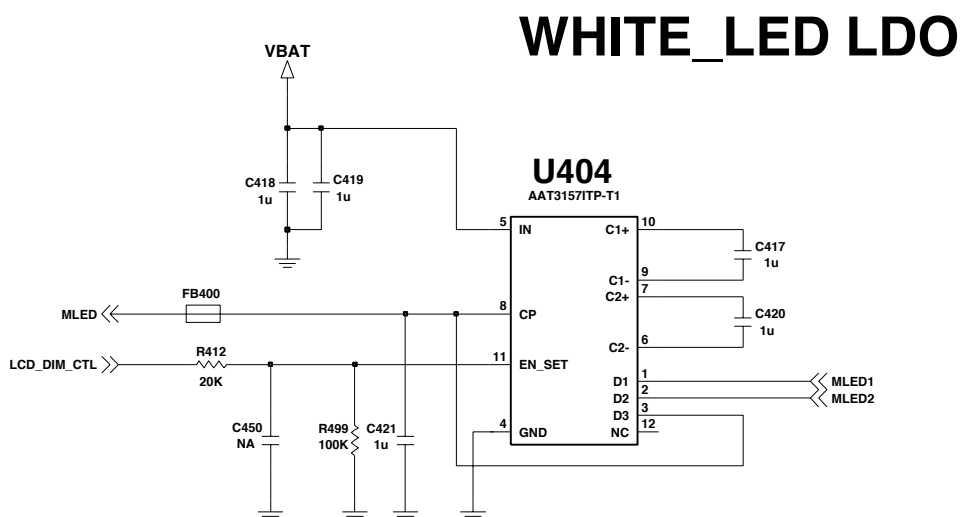 WHITE_LED LDO
VBAT
U404
AAT3157ITP-T1
C418
1u
C419
1u
5
IN
C1+
10
C417
1u
C1-
9
C2+
7
FB400
MLED
8
CP
C420
1u
C2-
6
LCD_DIM_CTL
R412
20K
11
EN_SET
D1
1
MLED1
D2
2
MLED2
D3
3
C450
NA
R499
100K
C421
1u
4
GND
NC
12